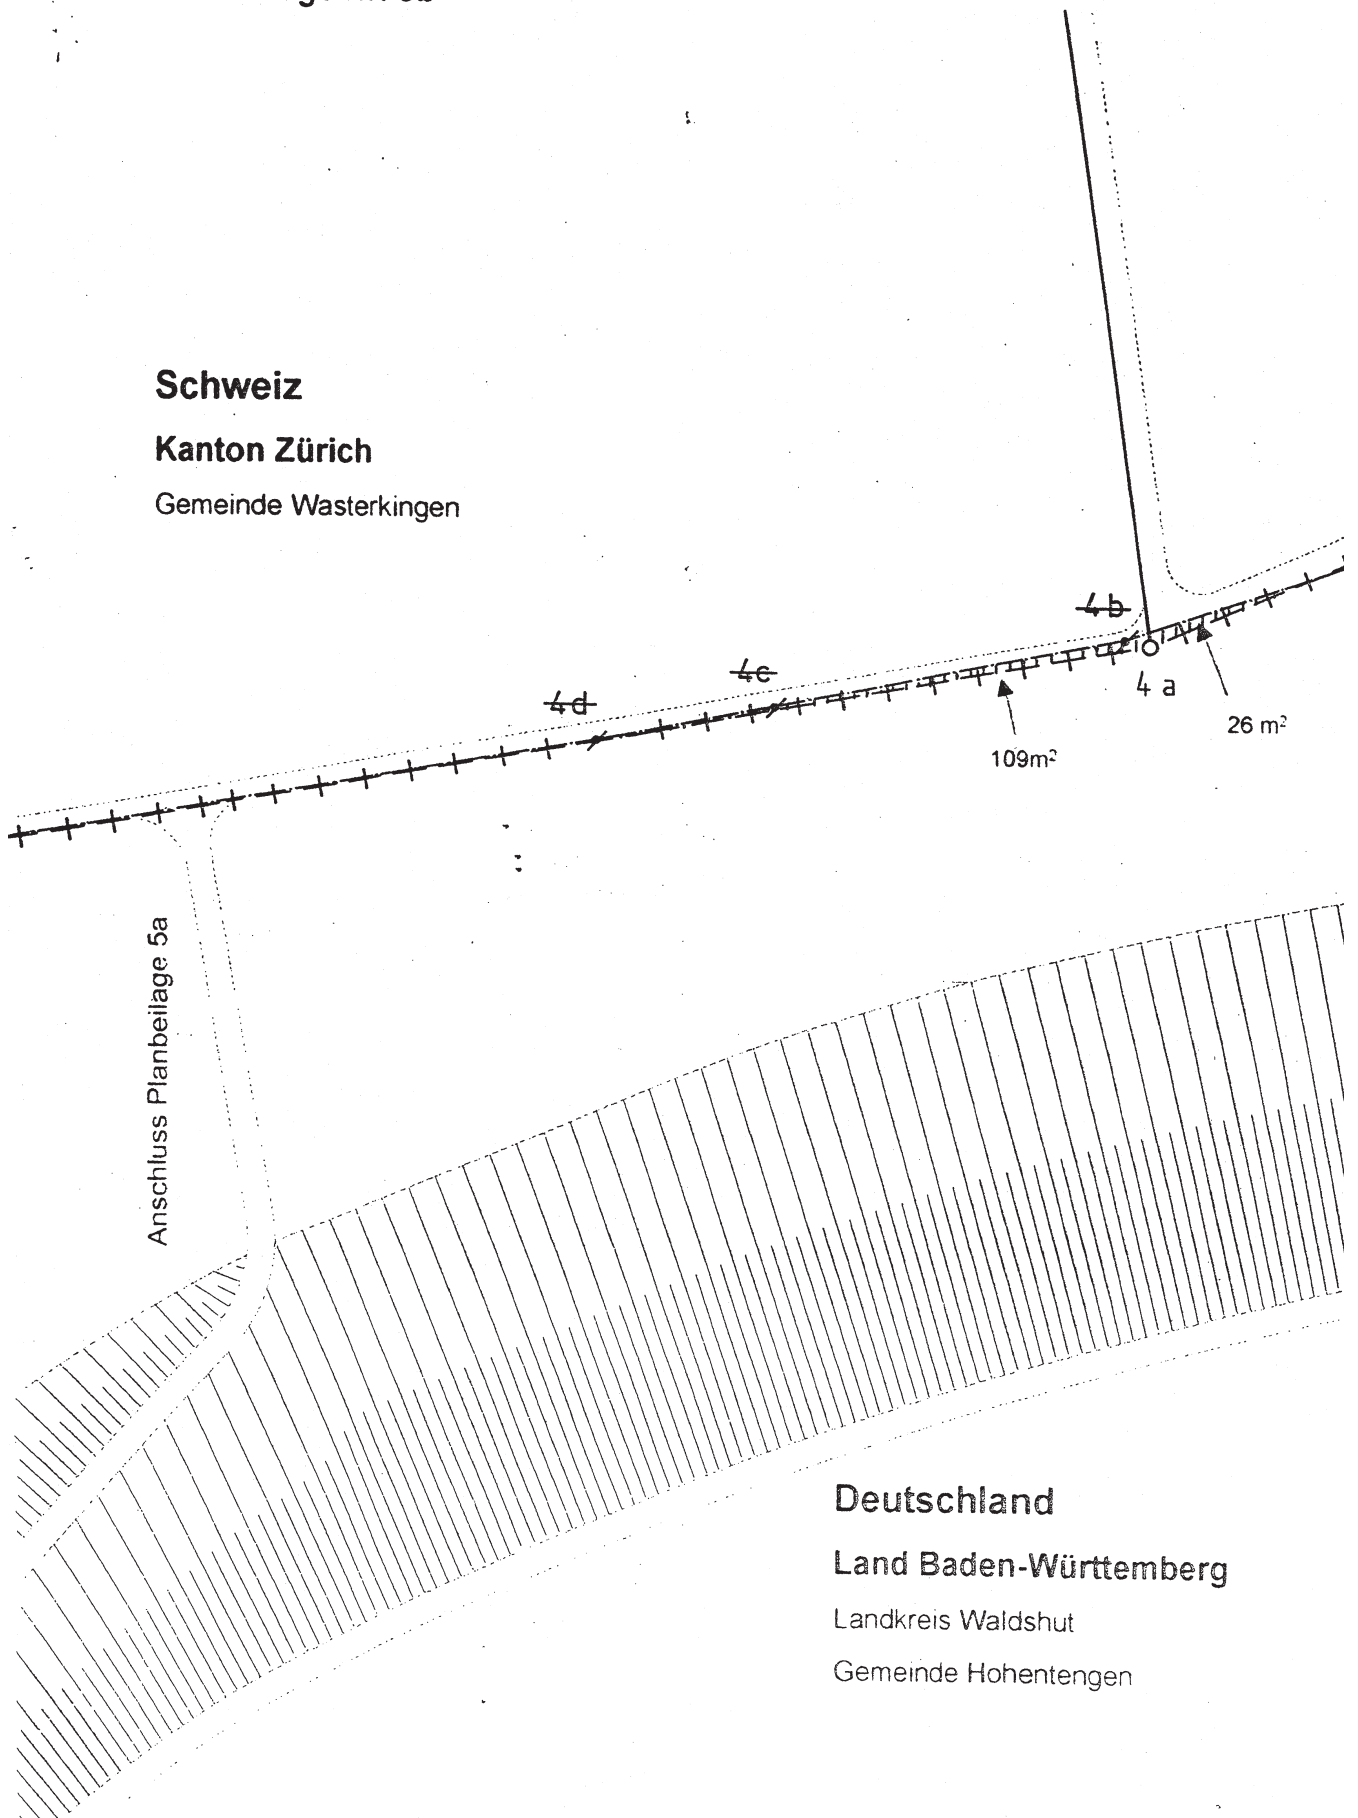 Schweiz
Kanton Zürich
Gemeinde Wasterkingen
4 b
4c
4d
4 a
26 m²
109m²
Anschluss Planbeilage 5a
Deutschland
Land Baden-Württemberg
Landkreis Waldshut
Gemeinde Hohentengen